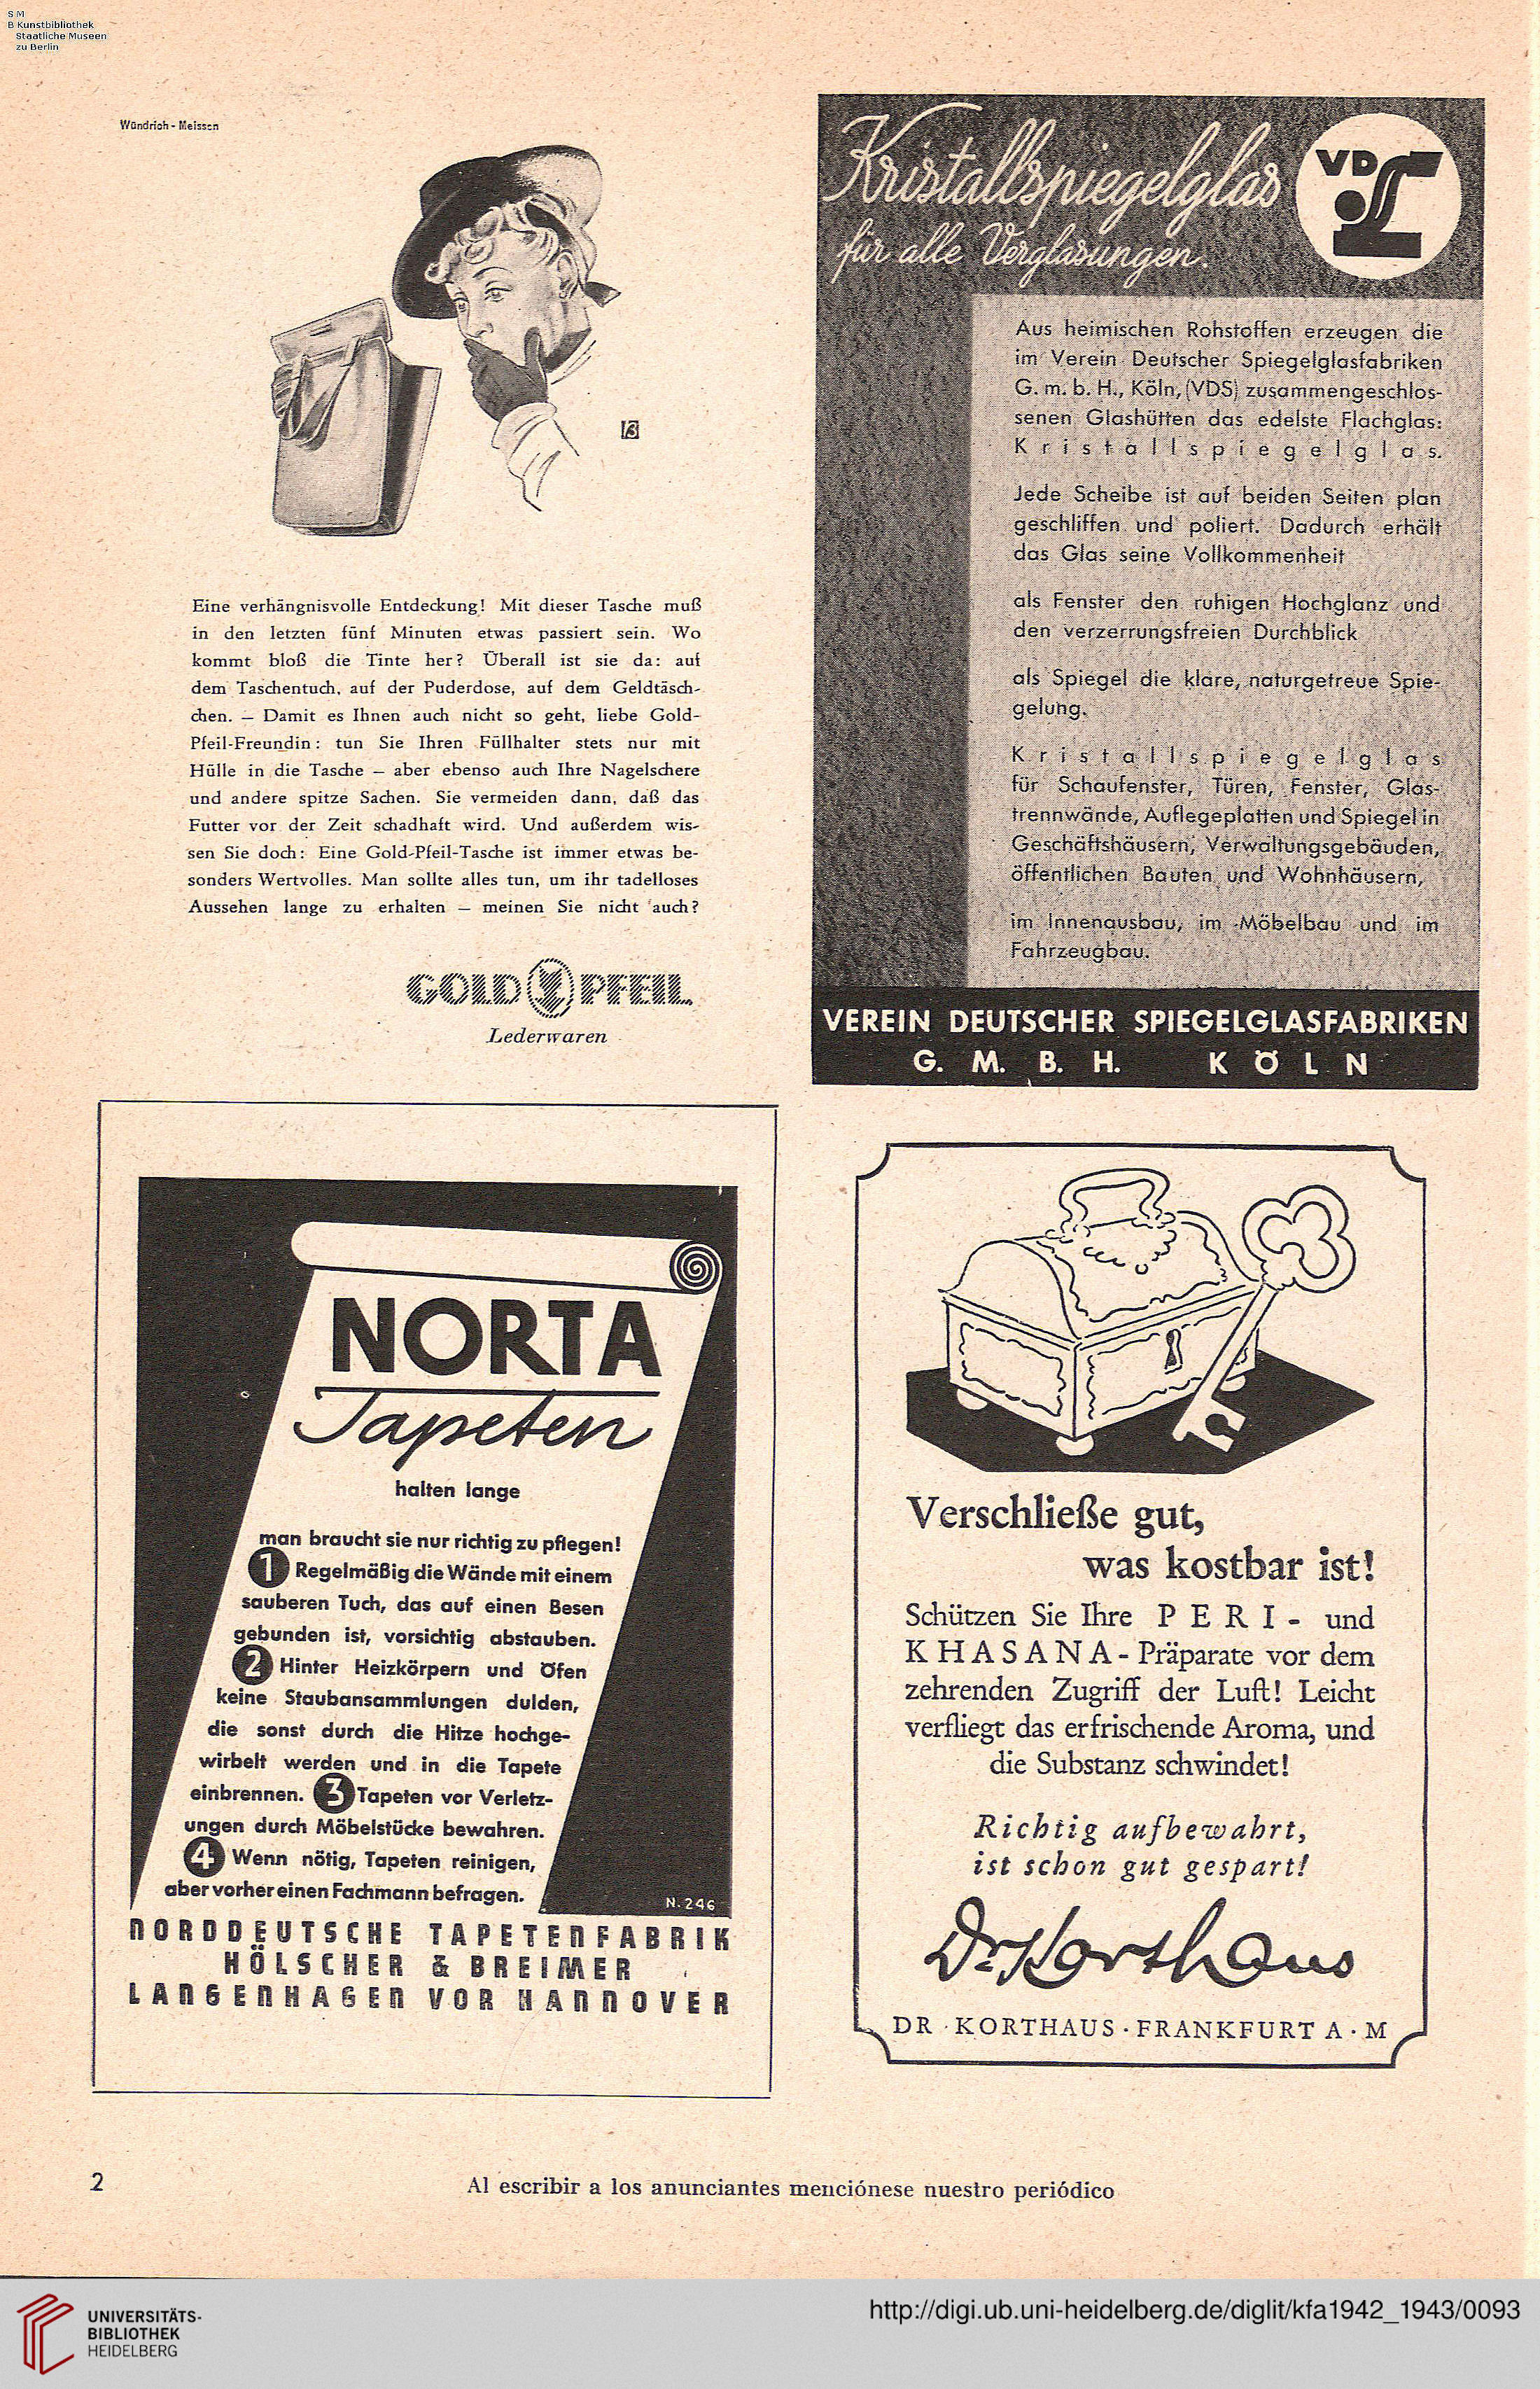 S M
B Kunstbibliothek
Staatliche Museen
zu Berlin
Wündrich - Meissen
Eine verhängnisvolle Entdeckung! Mit dieser Tasche muß
in den letzten fünf Minuten etwas passiert sein. Wo
kommt bloß die Tinte her? Überall ist sie da: auf
dem Taschentuch, auf der Puderdose, auf dem Geldtäsch-
chen. – Damit es Ihnen auch nicht so geht, liebe Gold-
Pfeil-Freundin: tun Sie Ihren Füllhalter stets nur mit
Hülle in die Tasche – aber ebenso auch Ihre Nagelschere
und andere spitze Sachen. Sie vermeiden dann, daß das
Futter vor der Zeit schadhaft wird. Und außerdem wis-
sen Sie doch: Eine Gold-Pfeil-Tasche ist immer etwas be-
sonders Wertvolles. Man sollte alles tun, um ihr tadelloses
Aussehen lange zu erhalten – meinen Sie nicht auch?
GOLD PFEIL
Lederwaren
Kristallspiegelglas
für alle Verglasungen.
VDS
Aus heimischen Rohstoffen erzeugen die
im Verein Deutscher Spiegelglasfabriken
G. m. b. H., Köln, (VDS) zusammengeschlos-
senen Glashütten das edelste Flachglas:
Kristallspiegelglas.
Jede Scheibe ist auf beiden Seiten plan
geschliffen und poliert. Dadurch erhält
das Glas seine Vollkommenheit
als Fenster den ruhigen Hochglanz und
den verzerrungsfreien Durchblick
als Spiegel die klare, naturgetreue Spie-
gelung.
Kristallspiegelglas
für Schaufenster, Türen, Fenster, Glas-
trennwände, Auflegeplatten und Spiegel in
Geschäftshäusern, Verwaltungsgebäuden,
öffentlichen Bauten und Wohnhäusern,
im Innenausbau, im Möbelbau und im
Fahrzeugbau.
VEREIN DEUTSCHER SPIEGELGLASFABRIKEN
G. M. B. H. KÖLN
NORTA
Tapeten
halten lange
man braucht sie nur richtig zu pflegen!
1 Regelmäßig die Wände mit einem
sauberen Tuch, das auf einen Besen
gebunden ist, vorsichtig abstauben.
2 Hinter Heizkörpern und Öfen
keine Staubansammlungen dulden,
die sonst durch die Hitze hochge-
wirbelt werden und in die Tapete
einbrennen. 3 Tapeten vor Verletz-
ungen durch Möbelstücke bewahren.
4 Wenn nötig, Tapeten reinigen,
aber vorher einen Fachmann befragen.
N. 246
NORDDEUTSCHE TAPETENFABRIK
HÖLSCHER & BREIMER
LANGENHAGEN VOR HANNOVER
Verschließe gut,
was kostbar ist!
Schützen Sie Ihre PERI- und
KHASANA-Präparate vor dem
zehrenden Zugriff der Luft! Leicht
verfliegt das erfrischende Aroma, und
die Substanz schwindet!
Richtig aufbewahrt,
ist schon gut gespart!
Dr. Korthaus
DR · KORTHAUS · FRANKFURT A · M
2
Al escribir a los anunciantes menciónese nuestro periódico
UNIVERSITÄTS-
BIBLIOTHEK
HEIDELBERG
http://digi.ub.uni-heidelberg.de/diglit/kfa1942_1943/0093